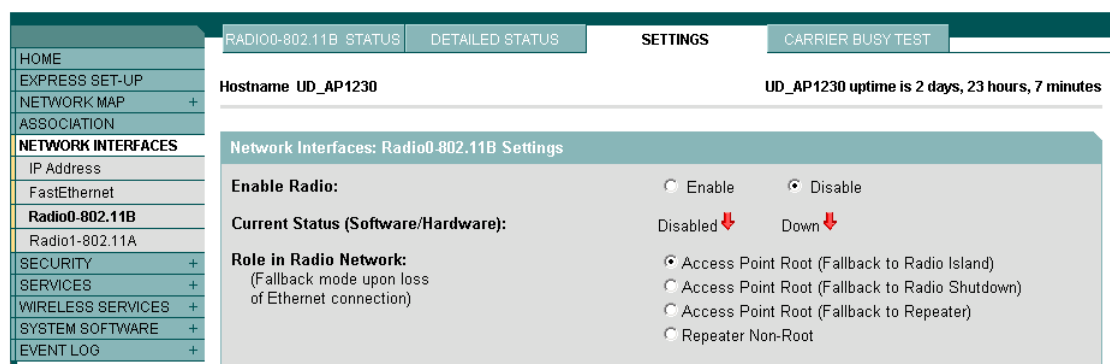 RADIO0-802.11B STATUS
DETAILED STATUS
SETTINGS
CARRIER BUSY TEST
HOME
EXPRESS SET-UP
NETWORK MAP +
ASSOCIATION
NETWORK INTERFACES
IP Address
FastEthernet
Radio0-802.11B
Radio1-802.11A
SECURITY +
SERVICES +
WIRELESS SERVICES +
SYSTEM SOFTWARE +
EVENT LOG +
Hostname UD_AP1230
UD_AP1230 uptime is 2 days, 23 hours, 7 minutes
Network Interfaces: Radio0-802.11B Settings
Enable Radio:
Enable
Disable
Current Status (Software/Hardware):
Disabled
Down
Role in Radio Network:
(Fallback mode upon loss
of Ethernet connection)
Access Point Root (Fallback to Radio Island)
Access Point Root (Fallback to Radio Shutdown)
Access Point Root (Fallback to Repeater)
Repeater Non-Root